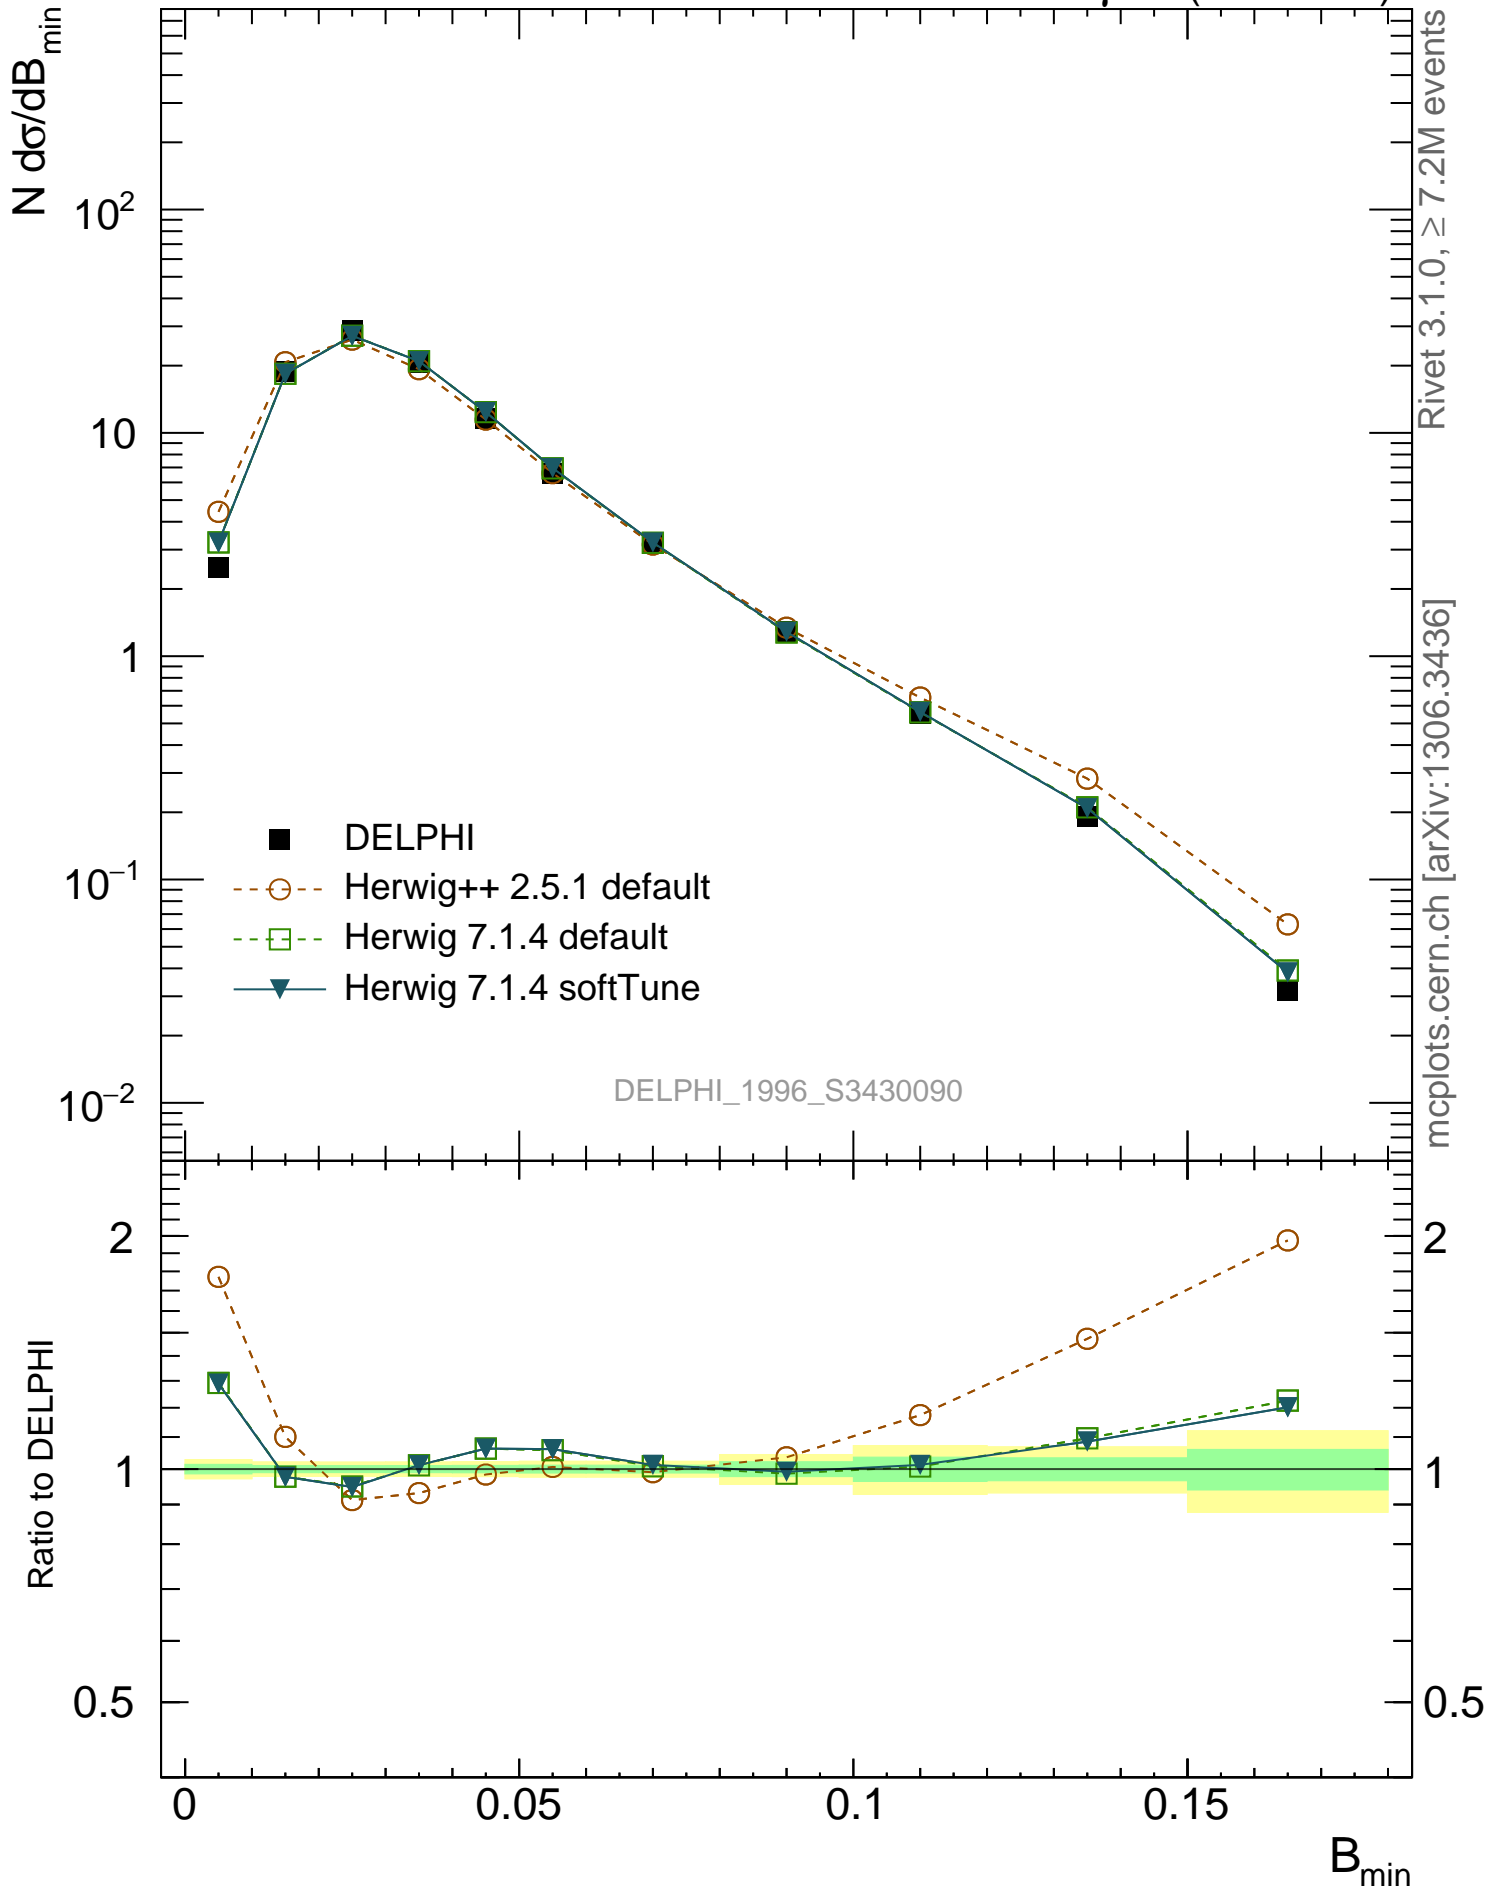 N dσ/dB_min
10²
10
1
10⁻¹
10⁻²
DELPHI
Herwig++ 2.5.1 default
Herwig 7.1.4 default
Herwig 7.1.4 softTune
DELPHI_1996_S3430090
Rivet 3.1.0, ≥ 7.2M events
mcplots.cern.ch [arXiv:1306.3436]
Ratio to DELPHI
2
1
0.5
2
1
0.5
0
0.05
0.1
0.15
B_min